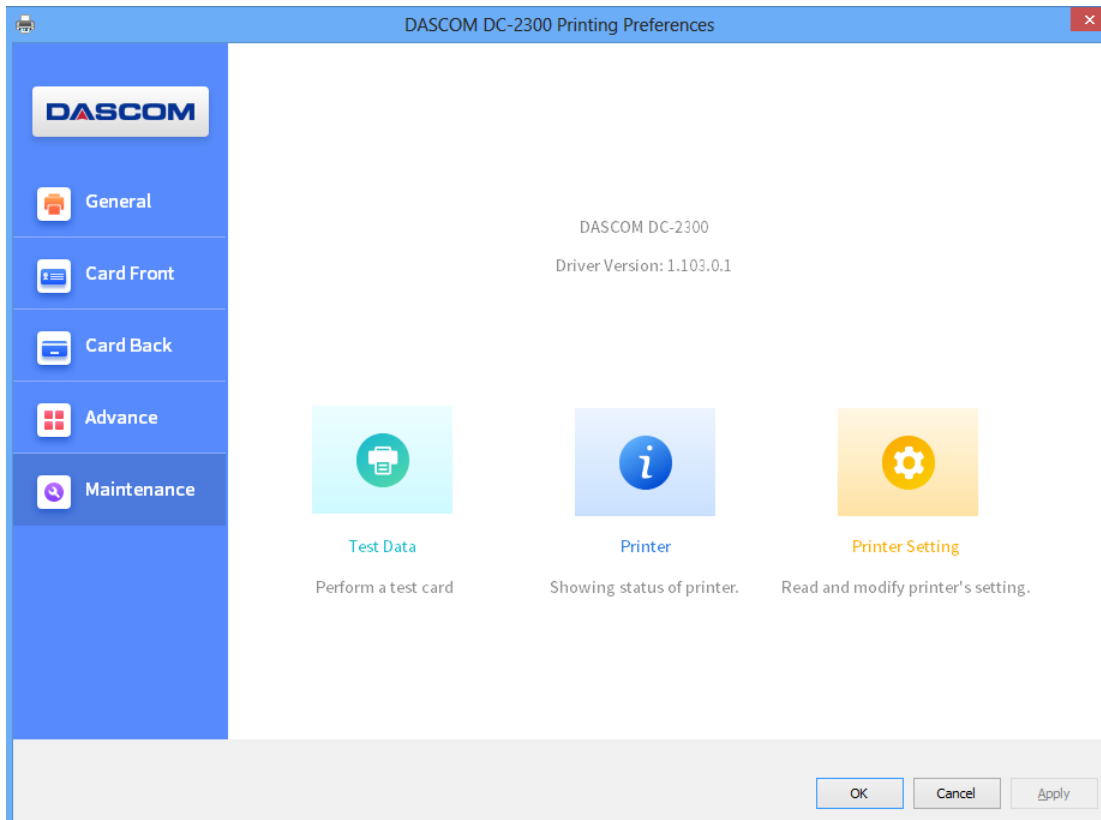 DASCOM DC-2300 Printing Preferences
DASCOM
General
Card Front
Card Back
Advance
Maintenance
DASCOM DC-2300
Driver Version: 1.103.0.1
Test Data
Perform a test card
Printer
Showing status of printer.
Printer Setting
Read and modify printer's setting.
OK
Cancel
Apply